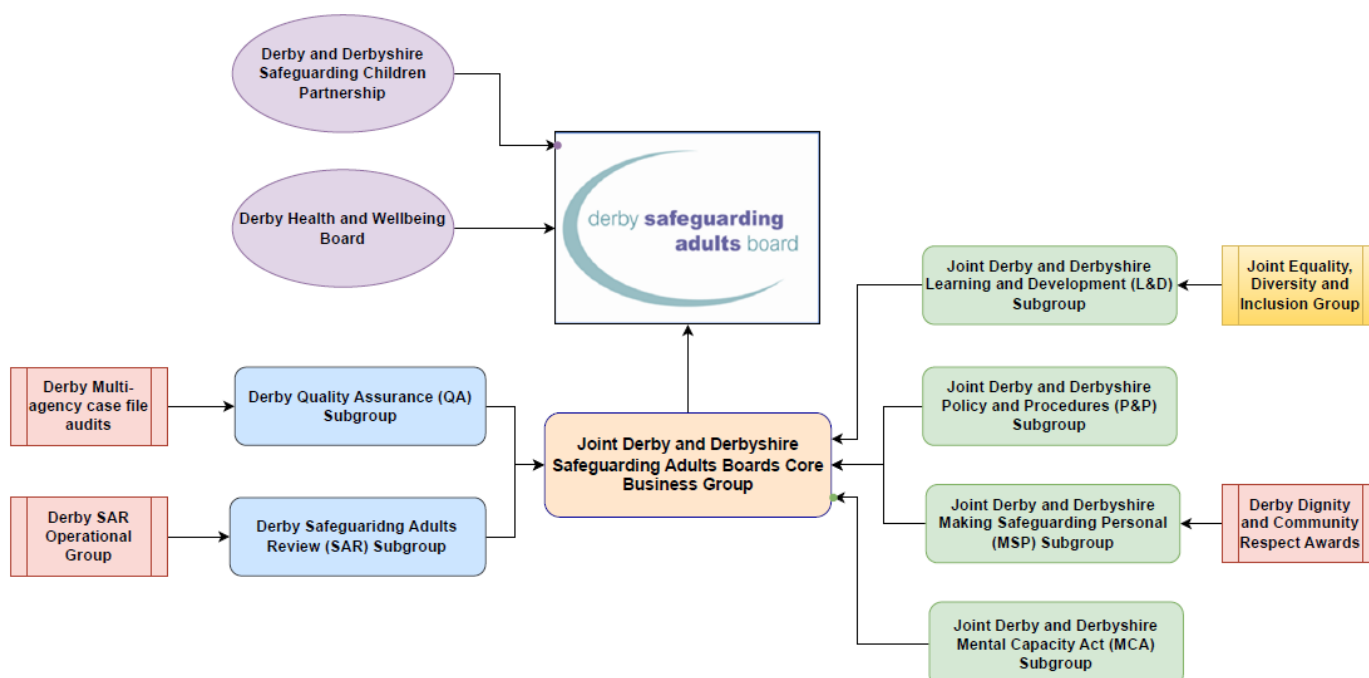 Derby and Derbyshire
Safeguarding Children
Partnership
Derby Health and Wellbeing
Board
derby safeguarding
adults board
Joint Derby and Derbyshire
Learning and Development (L&D)
Subgroup
Joint Equality,
Diversity and
Inclusion Group
Derby Multi-
agency case file
audits
Derby Quality Assurance (QA)
Subgroup
Joint Derby and Derbyshire
Safeguarding Adults Boards Core
Business Group
Joint Derby and Derbyshire
Policy and Procedures (P&P)
Subgroup
Derby SAR
Operational
Group
Derby Safeguaridng Adults
Review (SAR) Subgroup
Joint Derby and Derbyshire
Making Safeguarding Personal
(MSP) Subgroup
Derby Dignity
and Community
Respect Awards
Joint Derby and Derbyshire
Mental Capacity Act (MCA)
Subgroup